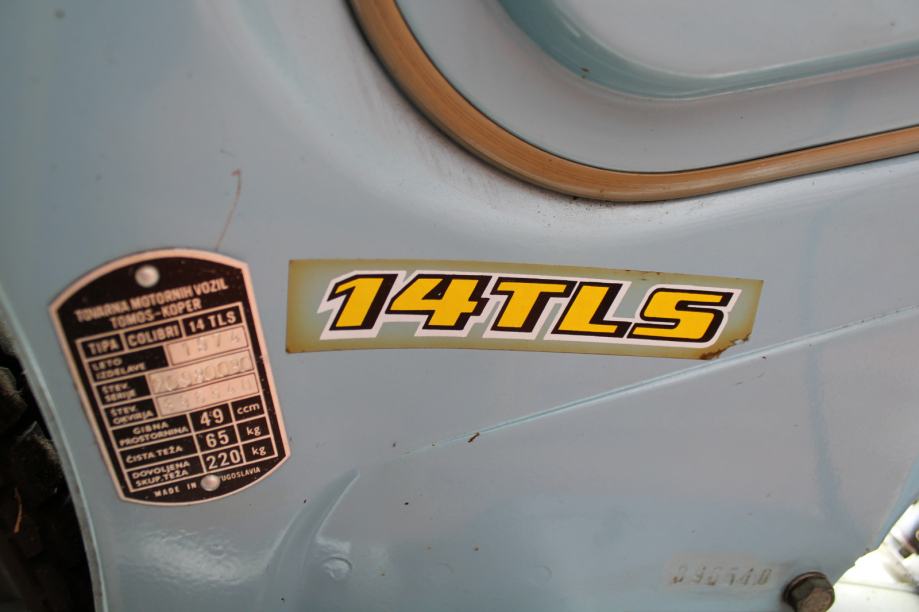 TOVARNA MOTORNIH VOZIL
TOMOS-KOPER
TIPA COLIBRI 14 TLS
LETO IZDELAVE
ŠTEV. SERIJE
ŠTEV. OKVIRJA
GIBNA PROSTORNINA 49 ccm
ČISTA TEŽA 65 kg
DOVOLJENA SKUP. TEŽA 220 kg
MADE IN YUGOSLAVIA
14TLS